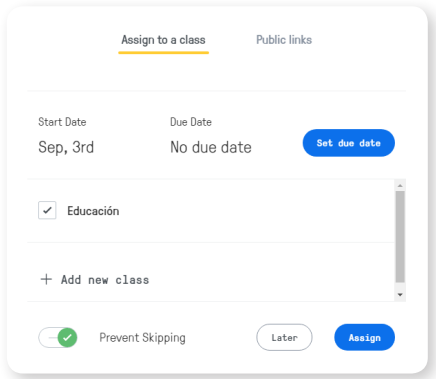 Assign to a class Public links
Start Date Due Date
Sep, 3rd No due date Set due date
Educación
+ Add new class
Prevent Skipping Later Assign